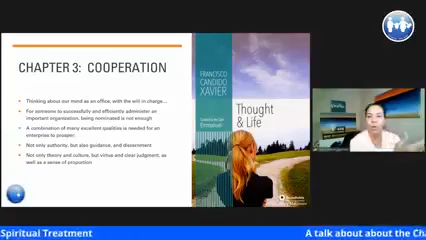 CHAPTER 3: COOPERATION
Thinking about our mind as an office, with the will in charge...
For someone to successfully and efficiently administer an
important organization, being nominated is not enough
A combination of many excellent qualities is needed for an
enterprise to prosper:
Not only authority, but also guidance, and discernment
Not only theory and culture, but virtue and clear judgment, as
well as a sense of proportion
FRANCISCO
CANDIDO
XAVIER
Thought
& Life
Emmanuel
Spiritual Treatment
A talk about about the Cha